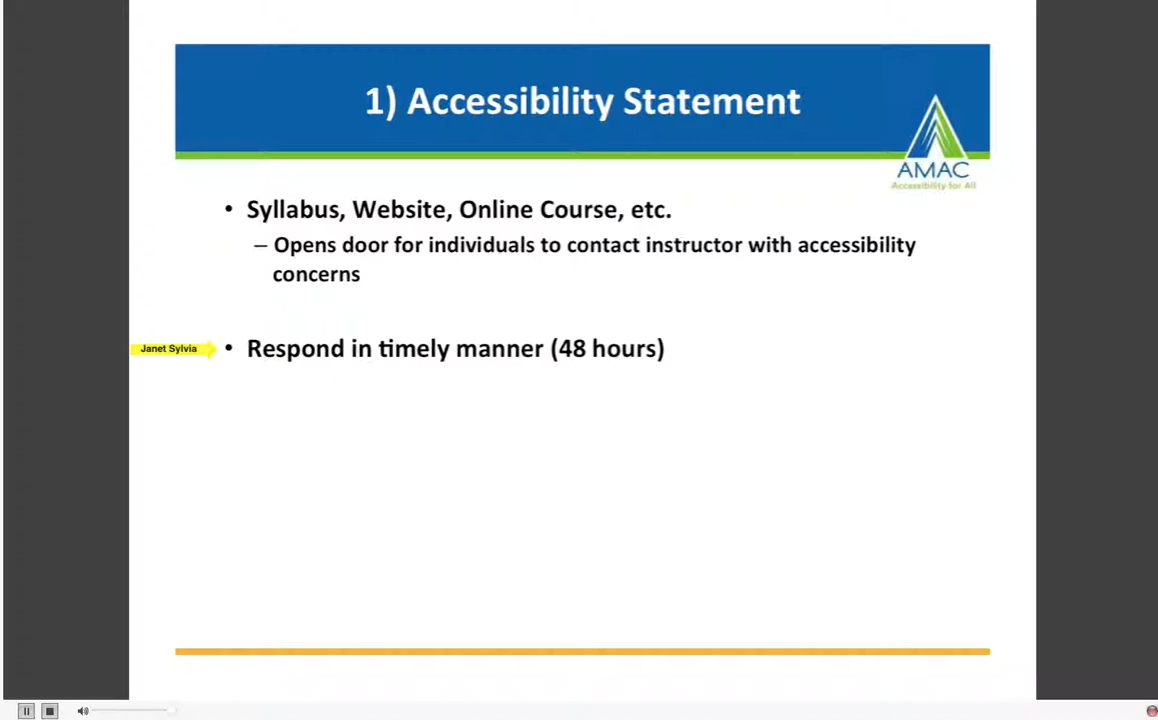 1) Accessibility Statement
AMAC
Accessibility for All
• Syllabus, Website, Online Course, etc.
– Opens door for individuals to contact instructor with accessibility
concerns
Janet Sylvia
• Respond in timely manner (48 hours)